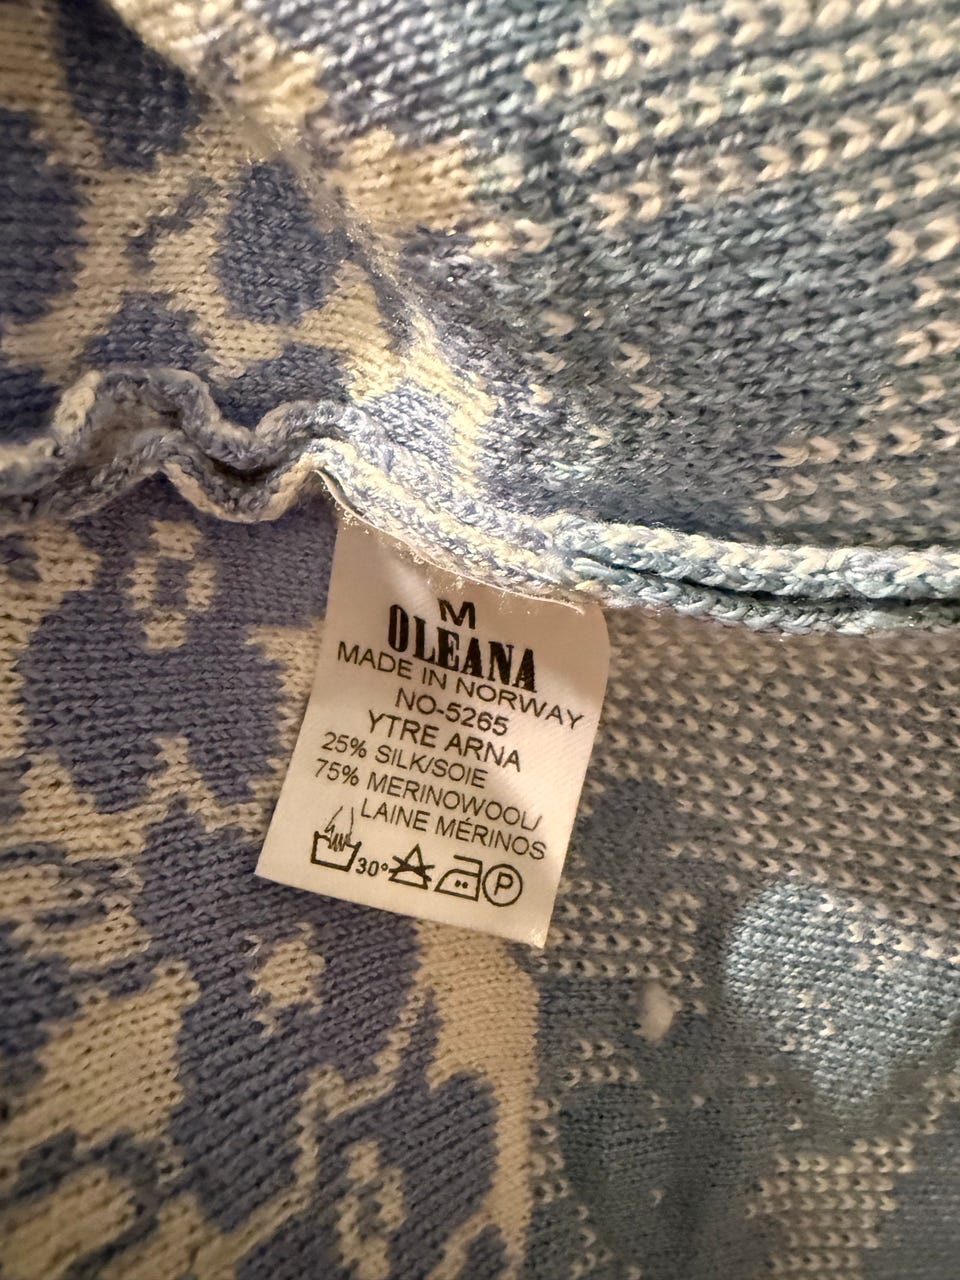 M
OLEANA
MADE IN NORWAY
NO-5265
YTRE ARNA
25% SILK/SOIE
75% MERINOWOOL/
LAINE MÉRINOS
30° P